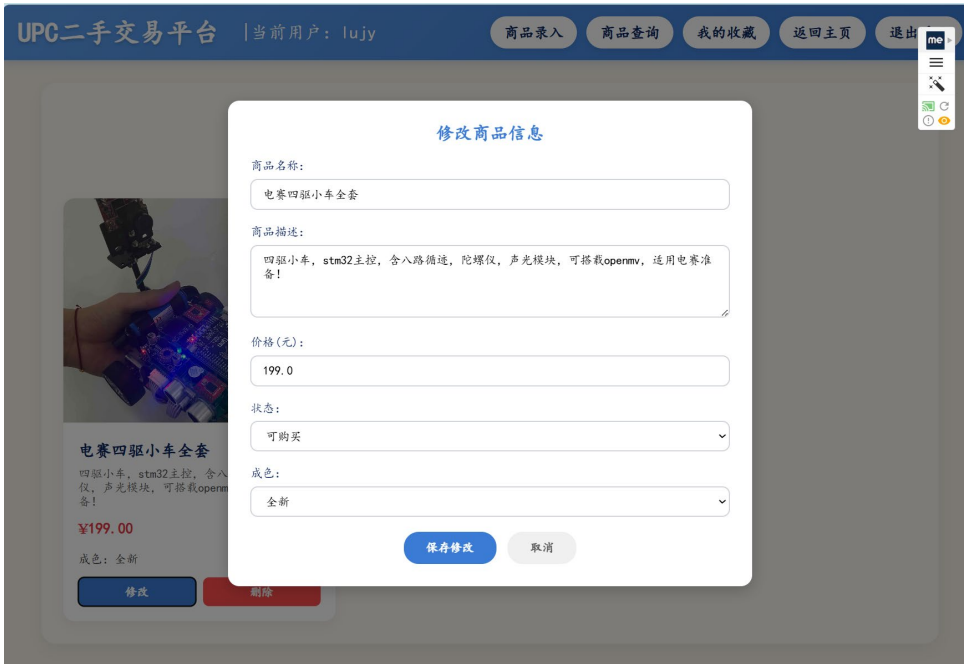 UPC二手交易平台 |当前用户: lujy
商品录入
商品查询
我的收藏
返回主页
退出
me
修改商品信息
商品名称:
电赛四驱小车全套
商品描述:
四驱小车, stm32主控, 含八路循迹, 陀螺仪, 声光模块, 可搭载openmv, 适用电赛准
备!
价格(元):
199.0
状态:
可购买
成色:
全新
保存修改
取消
电赛四驱小车全套
四驱小车, stm32主控, 含八
仪, 声光模块, 可搭载openm
备!
¥199.00
成色: 全新
修改
删除